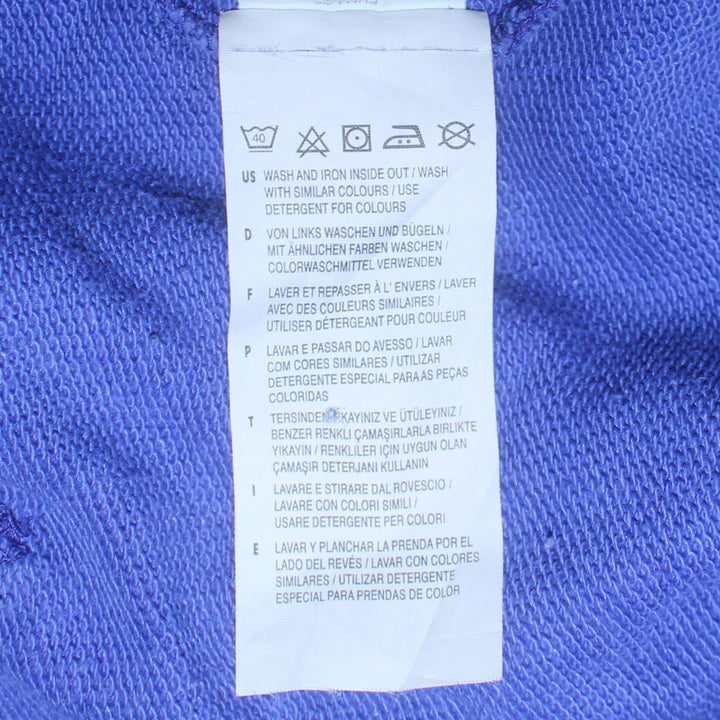 40
US WASH AND IRON INSIDE OUT / WASH
WITH SIMILAR COLOURS / USE
DETERGENT FOR COLOURS
D VON LINKS WASCHEN UND BÜGELN /
MIT ÄHNLICHEN FARBEN WASCHEN /
COLORWASCHMITTEL VERWENDEN
F LAVER ET REPASSER À L' ENVERS / LAVER
AVEC DES COULEURS SIMILAIRES /
UTILISER DÉTERGEANT POUR COULEUR
P LAVAR E PASSAR DO AVESSO / LAVAR
COM CORES SIMILARES / UTILIZAR
DETERGENTE ESPECIAL PARA AS PEÇAS
COLORIDAS
T TERSINDEN YIKAYINIZ VE ÜTÜLEYINIZ /
BENZER RENKLİ ÇAMAŞIRLARLA BIRLIKTE
YIKAYIN / RENKLILER İÇIN UYGUN OLAN
ÇAMAŞIR DETERJANI KULLANIN
I LAVARE E STIRARE DAL ROVESCIO /
LAVARE CON COLORI SIMILI /
USARE DETERGENTE PER COLORI
E LAVAR Y PLANCHAR LA PRENDA POR EL
LADO DEL REVÉS / LAVAR CON COLORES
SIMILARES / UTILIZAR DETERGENTE
ESPECIAL PARA PRENDAS DE COLOR